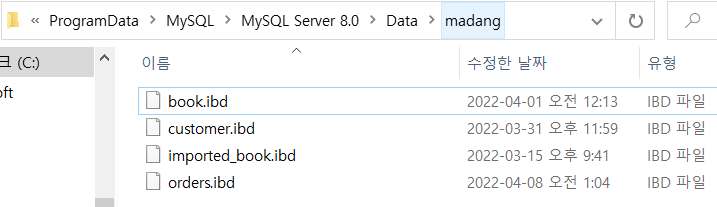 « ProgramData « MySQL › MySQL Server 8.0 › Data › madang
크 (C:)
oft
이름 수정한 날짜 유형
book.ibd 2022-04-01 오전 12:13 IBD 파일
customer.ibd 2022-03-31 오후 11:59 IBD 파일
imported_book.ibd 2022-03-15 오후 9:41 IBD 파일
orders.ibd 2022-04-08 오전 1:04 IBD 파일